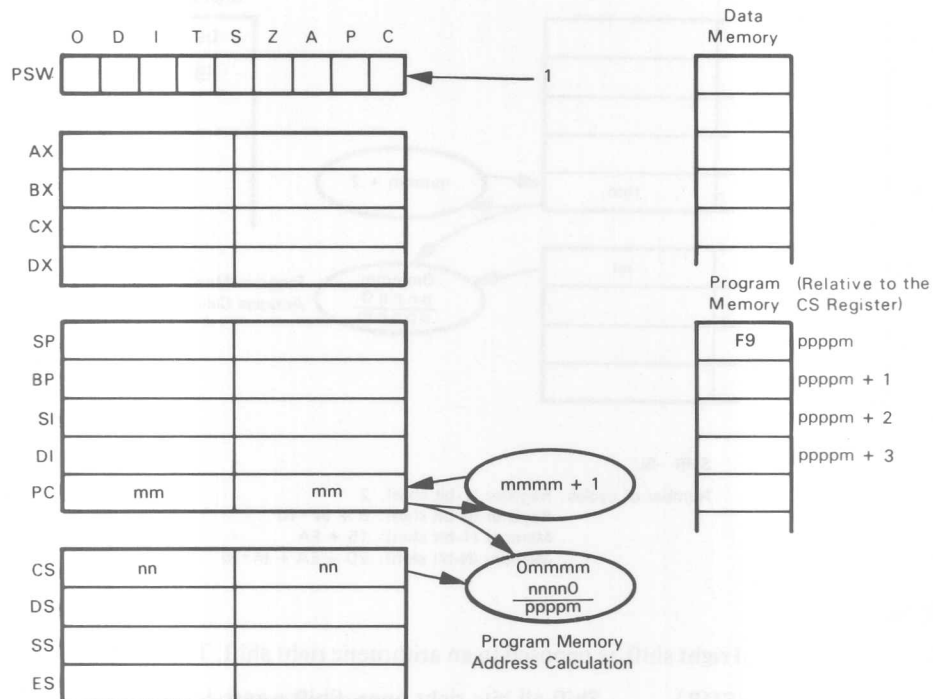 O D I T S Z A P C
PSW
1
Data
Memory
AX
BX
CX
DX
Program
Memory
(Relative to the
CS Register)
SP
BP
SI
DI
PC mm mm
F9 ppppm
ppppm + 1
ppppm + 2
ppppm + 3
mmmm + 1
CS nn nn
DS
SS
ES
0mmmm
nnnn0
ppppm
Program Memory
Address Calculation